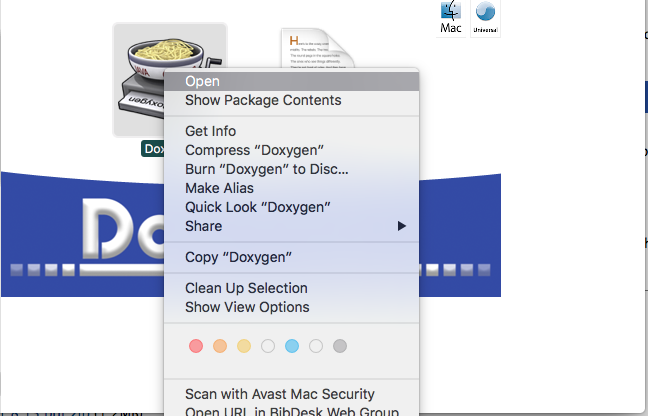 Mac
Universal
Open
Show Package Contents
Get Info
Compress “Doxygen”
Burn “Doxygen” to Disc...
Make Alias
Quick Look “Doxygen”
Share
Copy “Doxygen”
Clean Up Selection
Show View Options
Scan with Avast Mac Security
Open URL in BibDesk Web Group